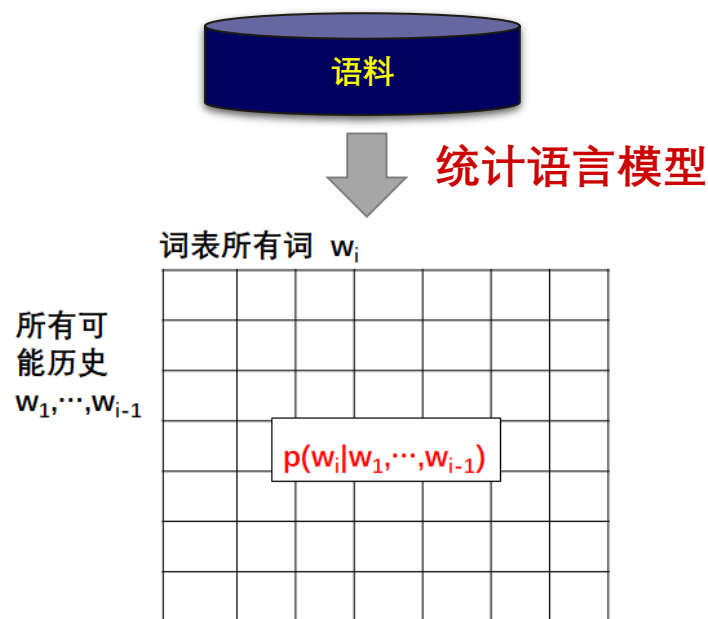 语料
统计语言模型
词表所有词 wᵢ
所有可
能历史
w₁,···,wᵢ₋₁
p(wᵢ|w₁,···,wᵢ₋₁)